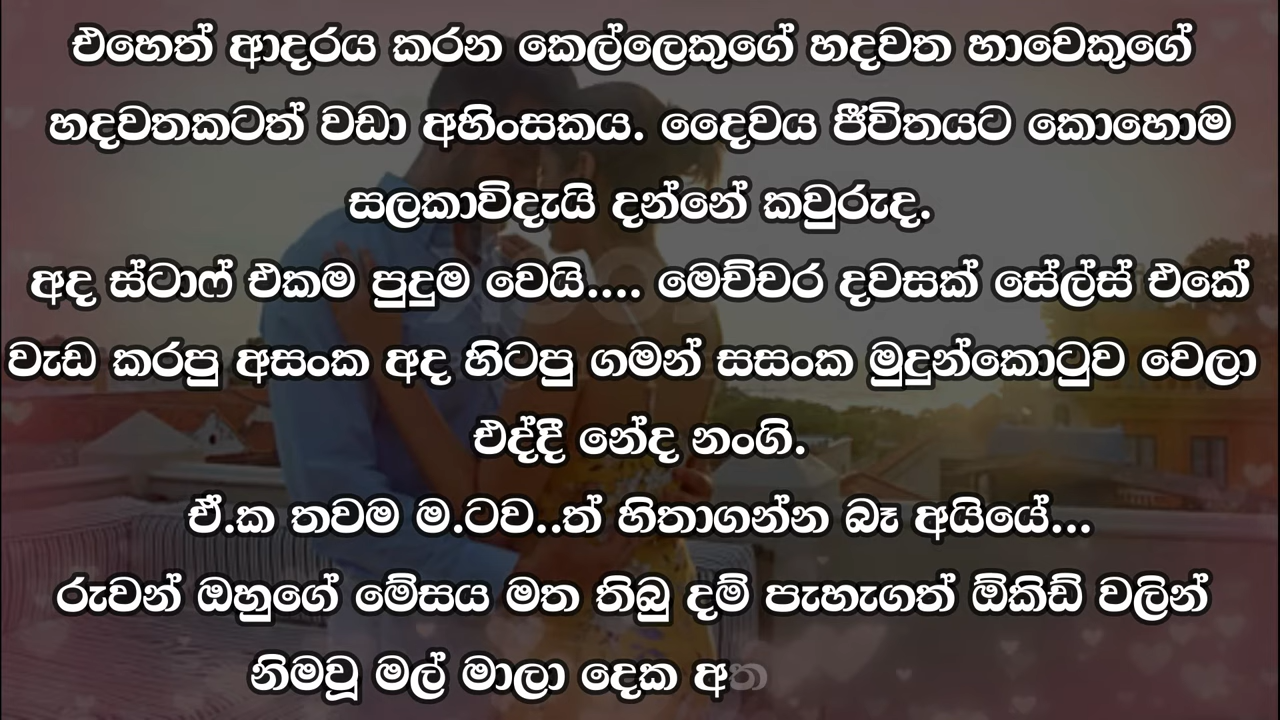 එහෙත් ආදරය කරන කෙල්ලෙකුගේ හදවත හාවෙකුගේ
හදවතකටත් වඩා අහිංසකය. දෛවය ජීවිතයට කොහොම
සලකාවිදැයි දන්නේ කවුරුද.
අද ස්ටාෆ් එකම පුදුම වෙයි.... මෙච්චර දවසක් සේල්ස් එකේ
වැඩ කරපු අසංක අද හිටපු ගමන් සසංක මුදුන්කොටුව වෙලා
එද්දී නේද නංගි.
ඒ.ක තවම ම.ටව..ත් හිතාගන්න බෑ අයියේ...
රුවන් ඔහුගේ මේසය මත තිබු දම් පැහැගත් ඕකිඩ් වලින්
නිමවූ මල් මාලා දෙක අත